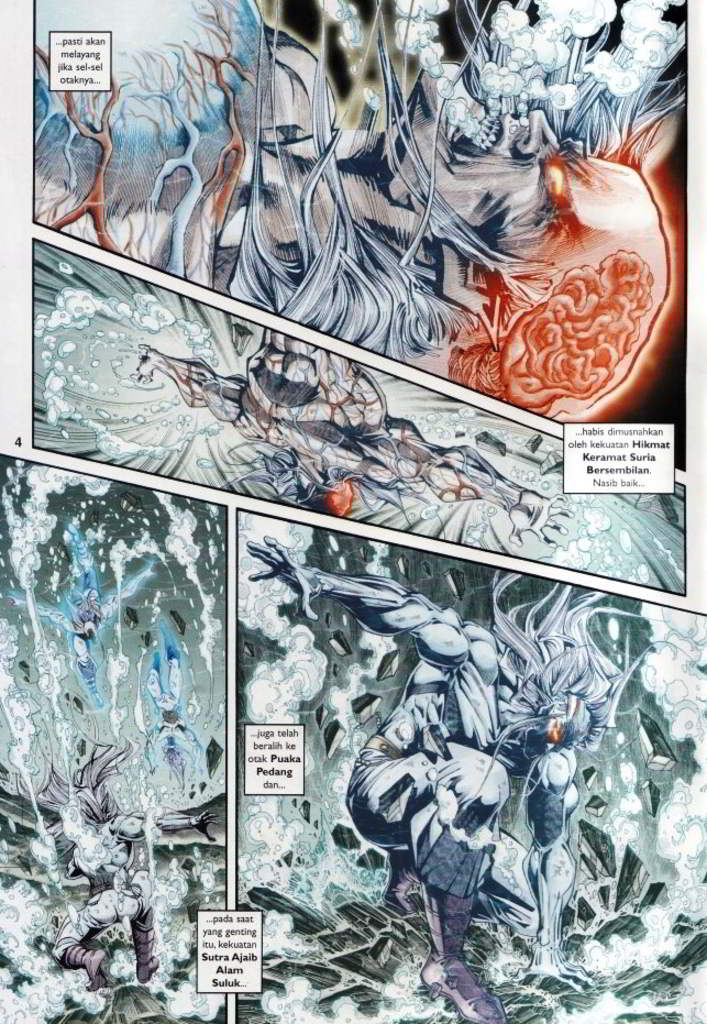 ...pasti akan
melayang
jika sel-sel
otaknya...
...habis dimusnahkan
oleh kekuatan Hikmat
Keramat Suria
Bersembilan.
Nasib baik...
4
...juga telah
beralih ke
otak Puaka
Pedang
dan...
...pada saat
yang genting
itu, kekuatan
Sutra Ajaib
Alam
Suluk...